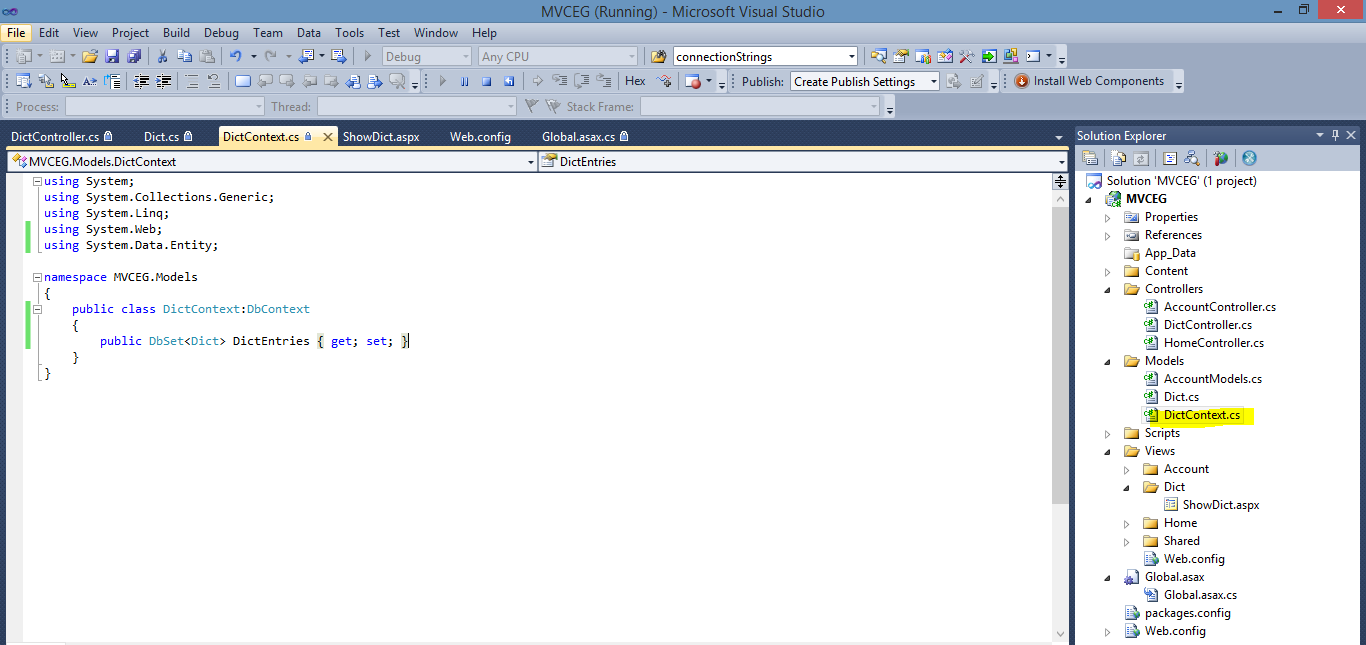 MVCEG (Running) - Microsoft Visual Studio
File Edit View Project Build Debug Team Data Tools Test Window Help
Debug Any CPU connectionStrings
Hex Publish: Create Publish Settings Install Web Components
Process: Thread: Stack Frame:
DictController.cs Dict.cs DictContext.cs ShowDict.aspx Web.config Global.asax.cs
MVCEG.Models.DictContext DictEntries
using System;
using System.Collections.Generic;
using System.Linq;
using System.Web;
using System.Data.Entity;
namespace MVCEG.Models
{
public class DictContext:DbContext
{
public DbSet<Dict> DictEntries { get; set; }
}
}
Solution Explorer
Solution 'MVCEG' (1 project)
MVCEG
Properties
References
App_Data
Content
Controllers
AccountController.cs
DictController.cs
HomeController.cs
Models
AccountModels.cs
Dict.cs
DictContext.cs
Scripts
Views
Account
Dict
ShowDict.aspx
Home
Shared
Web.config
Global.asax
Global.asax.cs
packages.config
Web.config